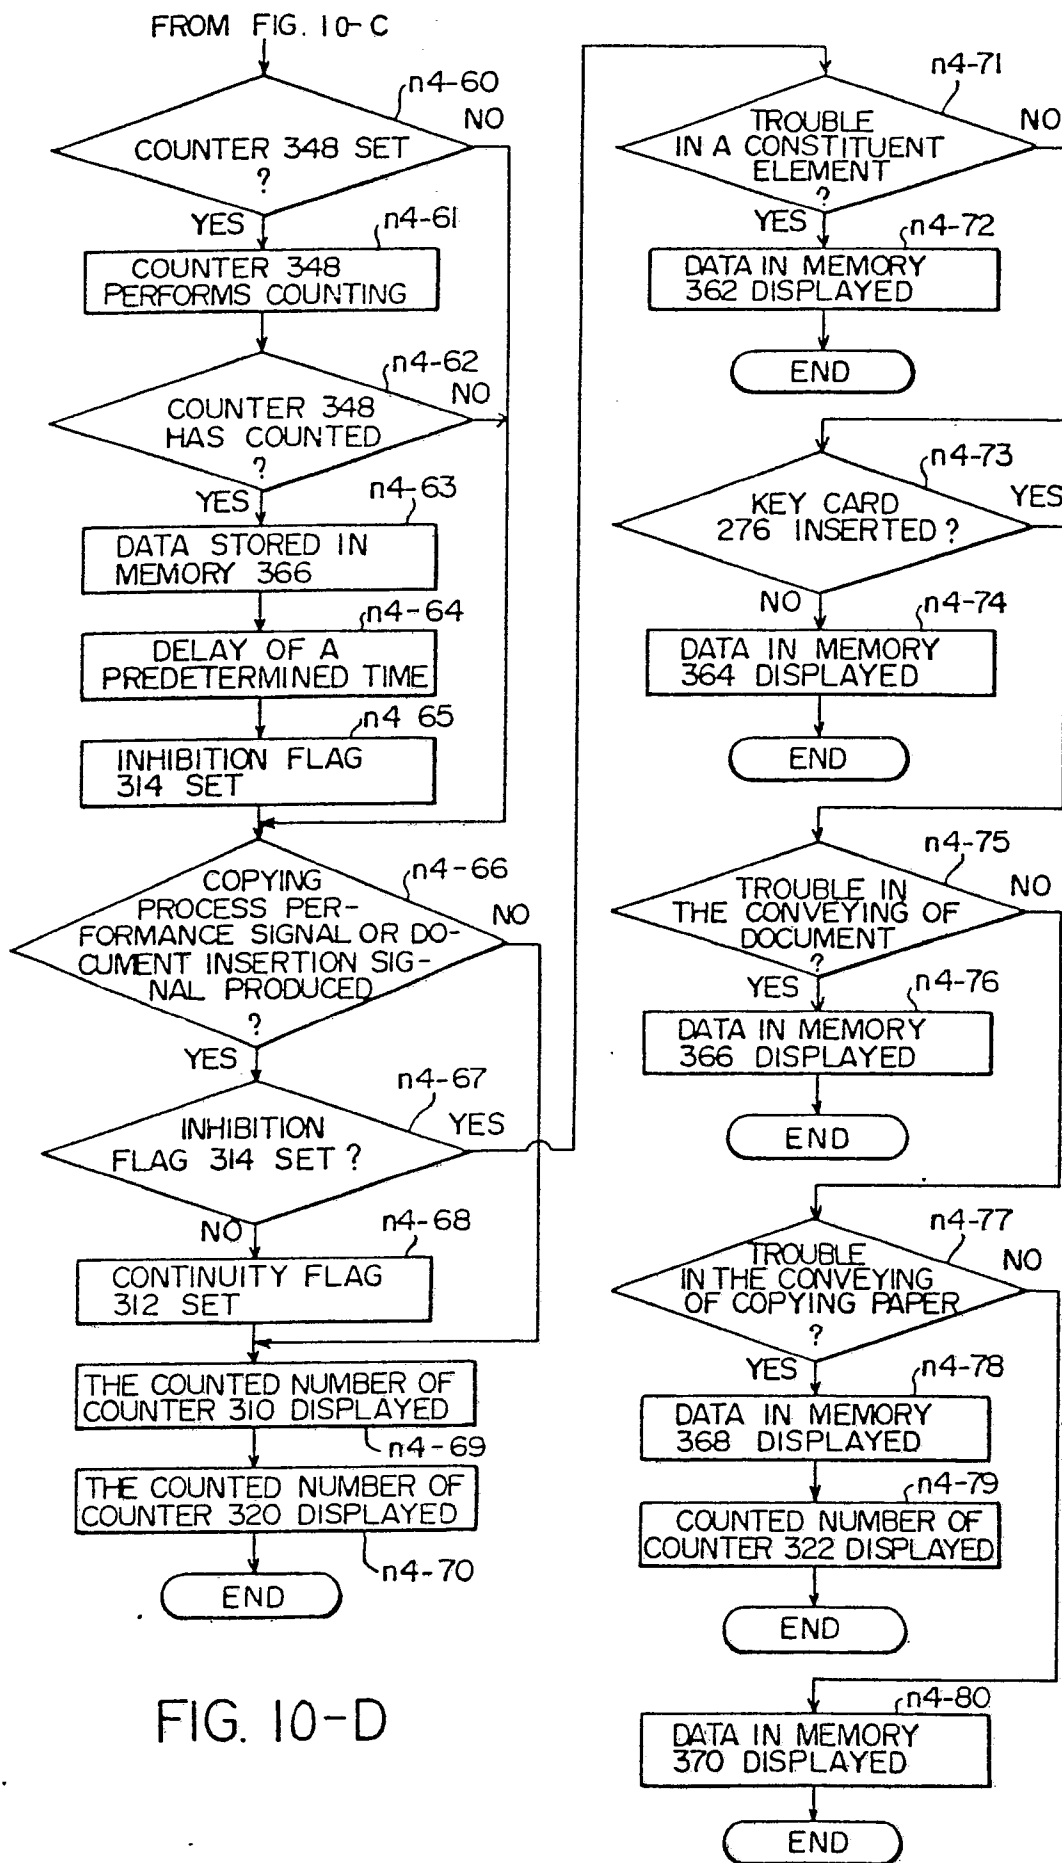 FROM FIG. 10-C
n4-60
NO
COUNTER 348 SET
?
YES
n4-61
COUNTER 348
PERFORMS COUNTING
n4-62
NO
COUNTER 348
HAS COUNTED
?
YES
n4-63
DATA STORED IN
MEMORY 366
n4-64
DELAY OF A
PREDETERMINED TIME
n4 65
INHIBITION FLAG
314 SET
n4-66
COPYING
PROCESS PER-
FORMANCE SIGNAL OR DO-
CUMENT INSERTION SIG-
NAL PRODUCED
?
NO
YES
n4-67
YES
INHIBITION
FLAG 314 SET ?
NO
n4-68
CONTINUITY FLAG
312 SET
THE COUNTED NUMBER OF
COUNTER 310 DISPLAYED
n4-69
THE COUNTED NUMBER OF
COUNTER 320 DISPLAYED
n4-70
END
n4-71
NO
TROUBLE
IN A CONSTITUENT
ELEMENT
?
YES
n4-72
DATA IN MEMORY
362 DISPLAYED
END
n4-73
YES
KEY CARD
276 INSERTED ?
NO
n4-74
DATA IN MEMORY
364 DISPLAYED
END
n4-75
NO
TROUBLE IN
THE CONVEYING OF
DOCUMENT
?
YES
n4-76
DATA IN MEMORY
366 DISPLAYED
END
n4-77
NO
TROUBLE
IN THE CONVEYING
OF COPYING PAPER
?
YES
n4-78
DATA IN MEMORY
368 DISPLAYED
n4-79
COUNTED NUMBER OF
COUNTER 322 DISPLAYED
END
n4-80
DATA IN MEMORY
370 DISPLAYED
END
FIG. 10-D